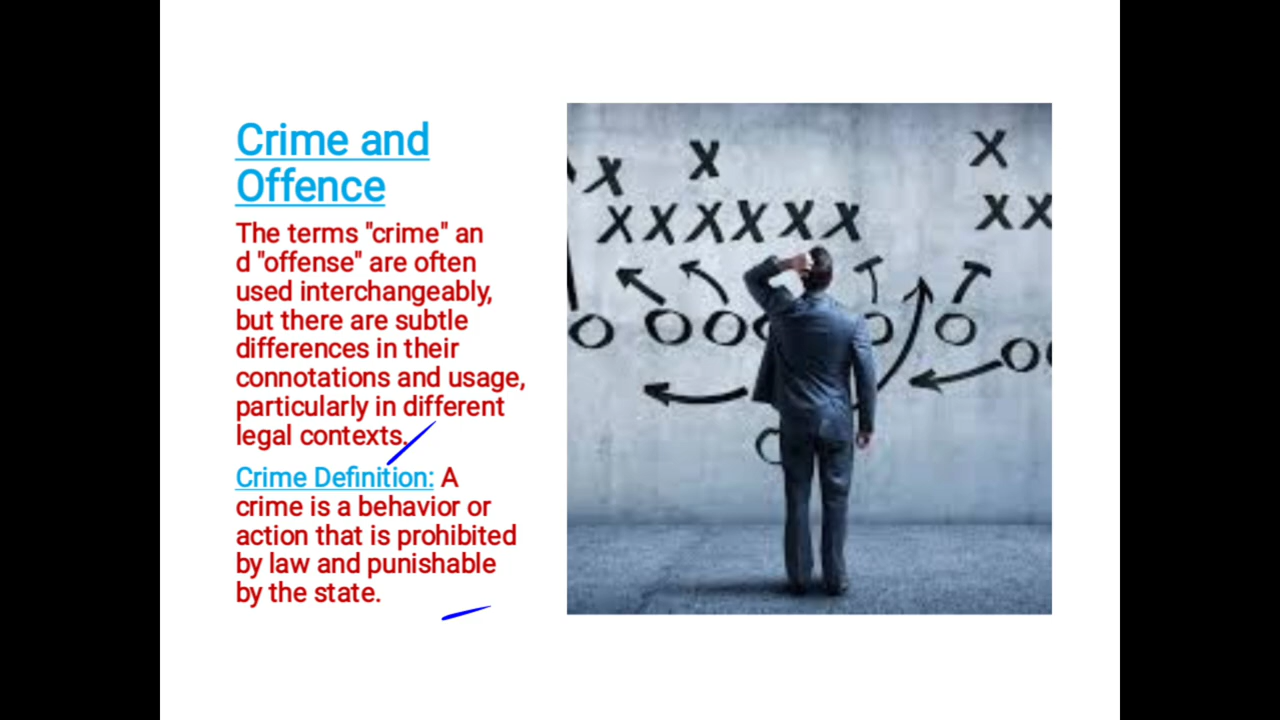 Crime and
Offence
The terms "crime" an
d "offense" are often
used interchangeably,
but there are subtle
differences in their
connotations and usage,
particularly in different
legal contexts.
Crime Definition: A
crime is a behavior or
action that is prohibited
by law and punishable
by the state.
X X X
X X X X X X X X
O O O O O O O
O